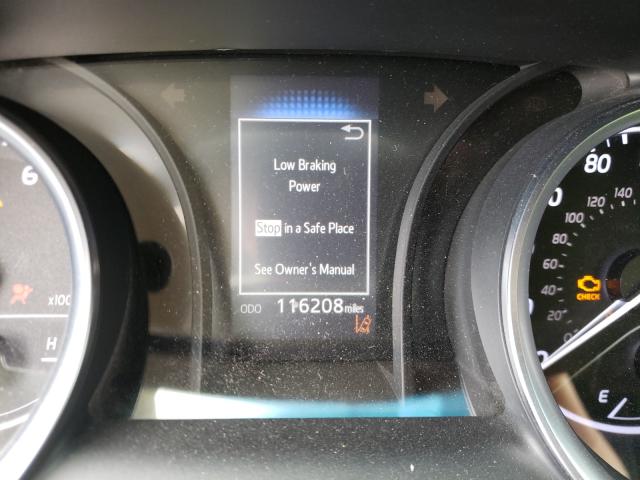 Low Braking
Power
Stop in a Safe Place
See Owner's Manual
ODO 116208 miles
6
x100
H
80
140
120
100
80
60
40
20
0
CHECK
E